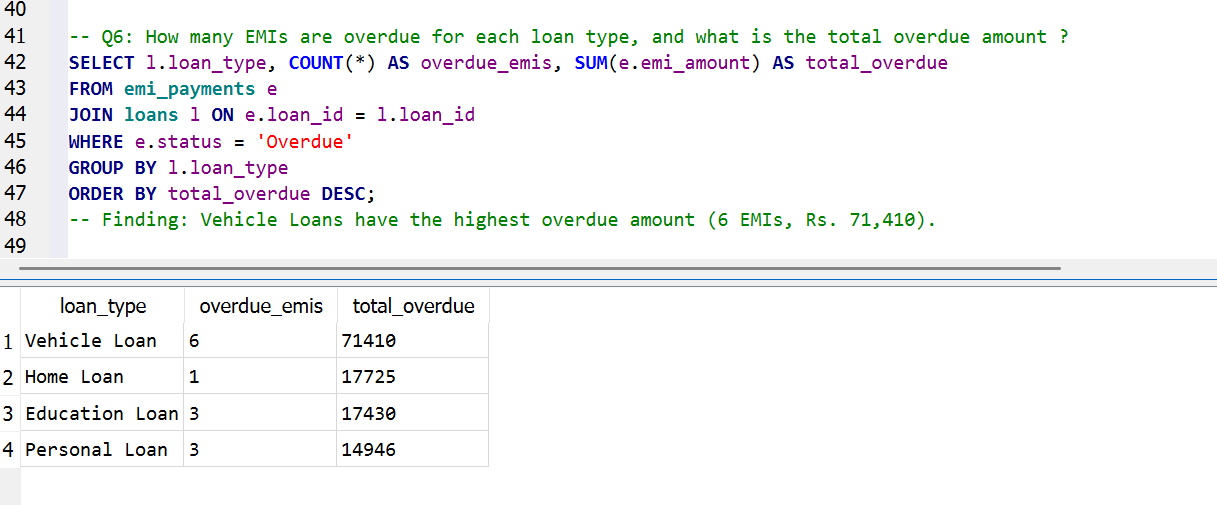 40
41 -- Q6: How many EMIs are overdue for each loan type, and what is the total overdue amount ?
42 SELECT l.loan_type, COUNT(*) AS overdue_emis, SUM(e.emi_amount) AS total_overdue
43 FROM emi_payments e
44 JOIN loans l ON e.loan_id = l.loan_id
45 WHERE e.status = 'Overdue'
46 GROUP BY l.loan_type
47 ORDER BY total_overdue DESC;
48 -- Finding: Vehicle Loans have the highest overdue amount (6 EMIs, Rs. 71,410).
49
loan_type overdue_emis total_overdue
1 Vehicle Loan 6 71410
2 Home Loan 1 17725
3 Education Loan 3 17430
4 Personal Loan 3 14946